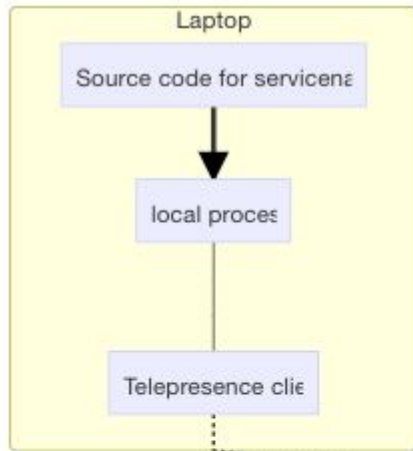 Laptop
Source code for servicena
local proces
Telepresence clie